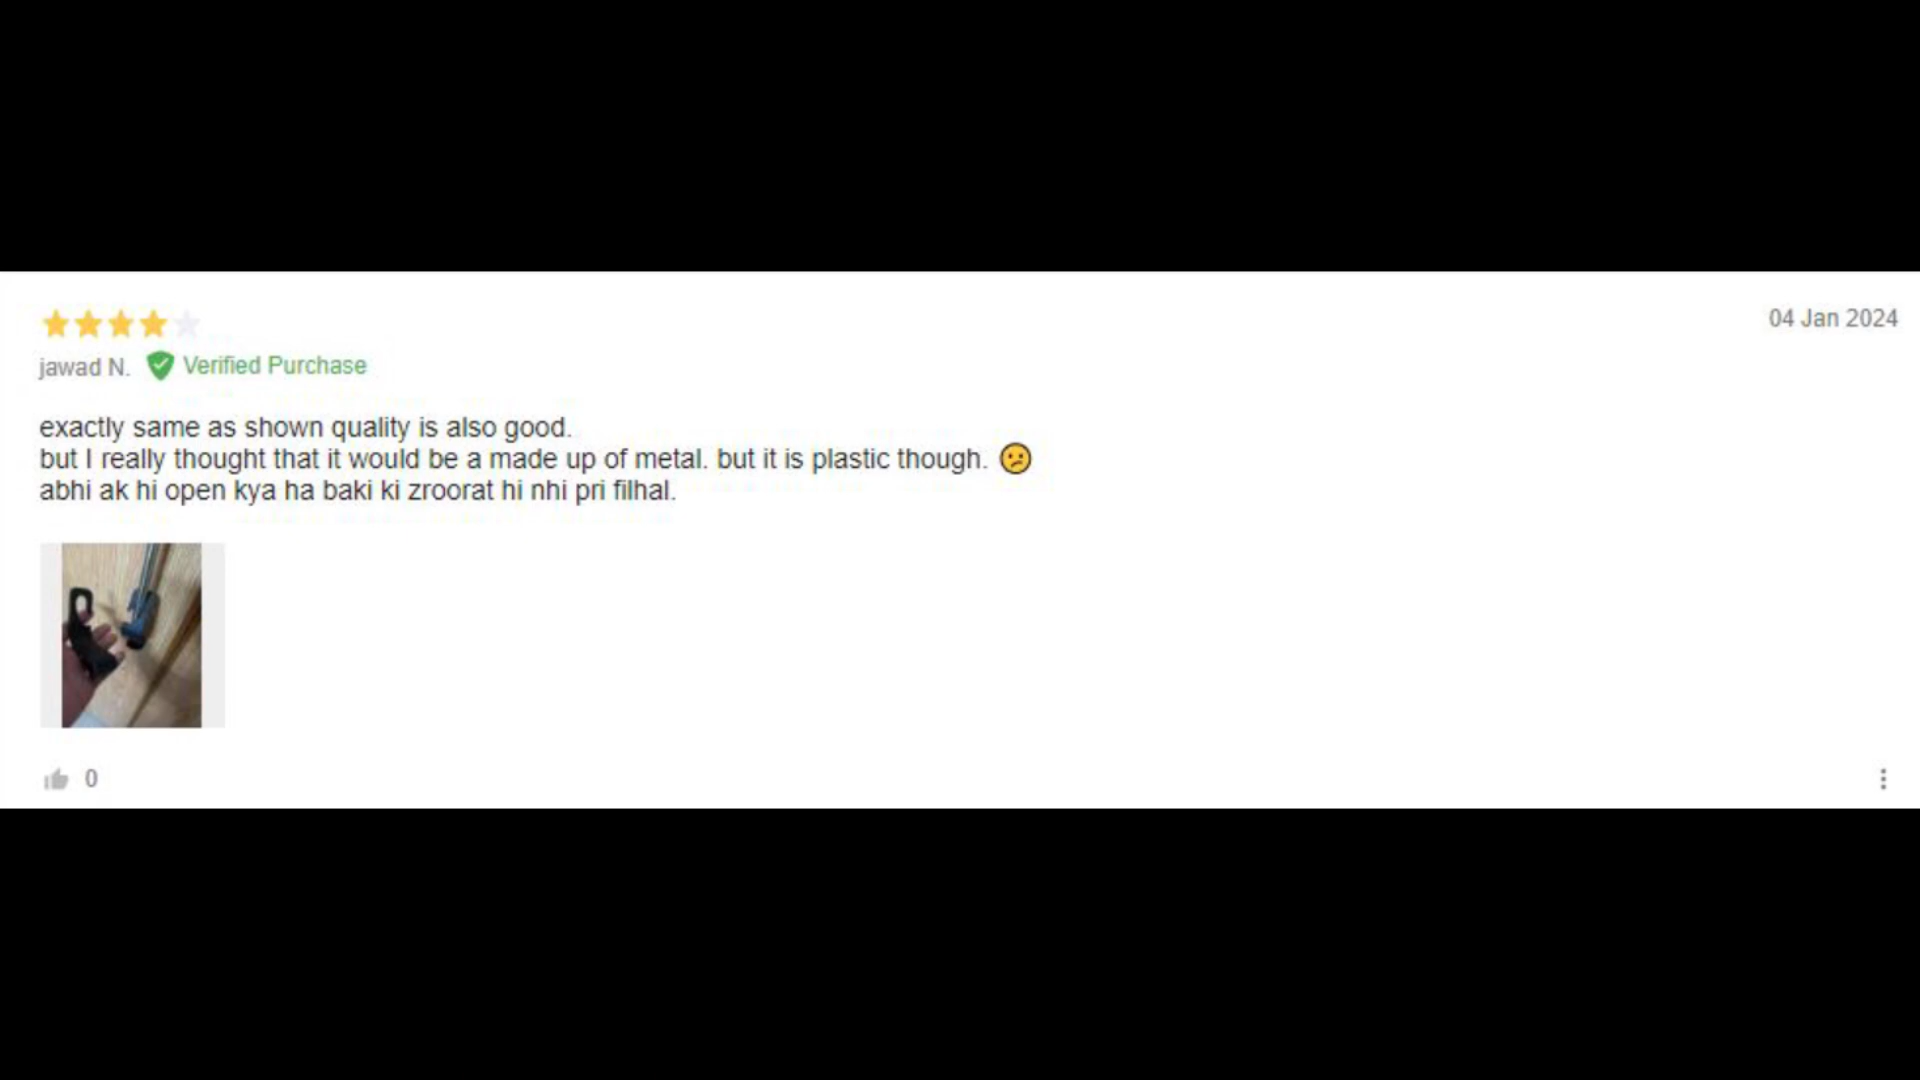 04 Jan 2024
jawad N. Verified Purchase
exactly same as shown quality is also good.
but I really thought that it would be a made up of metal. but it is plastic though. 😕
abhi ak hi open kya ha baki ki zroorat hi nhi pri filhal.
0